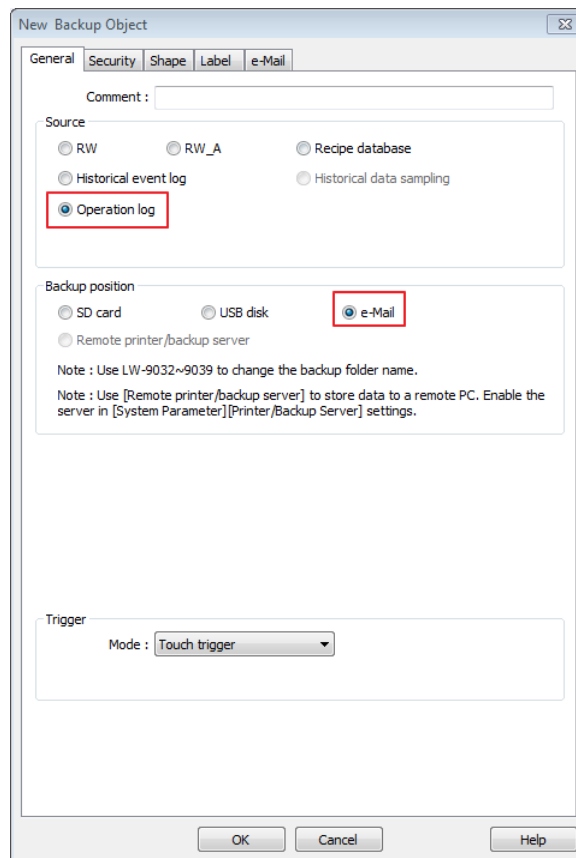 New Backup Object
General Security Shape Label e-Mail
Comment :
Source
RW RW_A Recipe database
Historical event log Historical data sampling
Operation log
Backup position
SD card USB disk e-Mail
Remote printer/backup server
Note : Use LW-9032~9039 to change the backup folder name.
Note : Use [Remote printer/backup server] to store data to a remote PC. Enable the
server in [System Parameter][Printer/Backup Server] settings.
Trigger
Mode : Touch trigger
OK Cancel Help